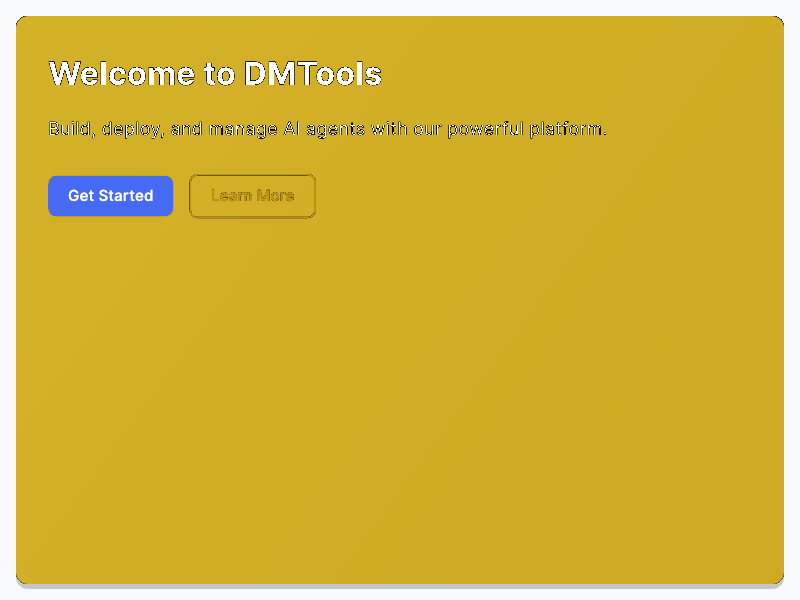 Welcome to DMTools
Build, deploy, and manage AI agents with our powerful platform.
Get Started
Learn More